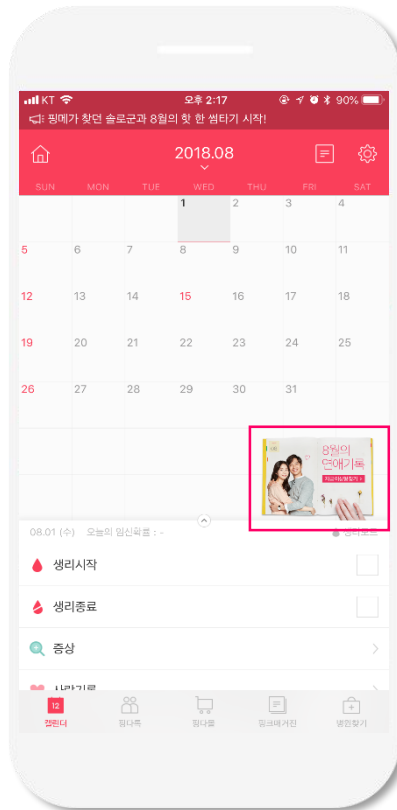 KT 오후 2:17 90%
핑메가 찾던 솔로군과 8월의 핫 한 썸타기 시작!
2018.08
SUN MON TUE WED THU FRI SAT
1 2 3 4
5 6 7 8 9 10 11
12 13 14 15 16 17 18
19 20 21 22 23 24 25
26 27 28 29 30 31
8월의
연애기록
08.01 (수) 오늘의 임신확률 : -
생리시작
생리종료
증상
12
캘린더 핑다톡 핑다몰 핑크매거진 병원찾기